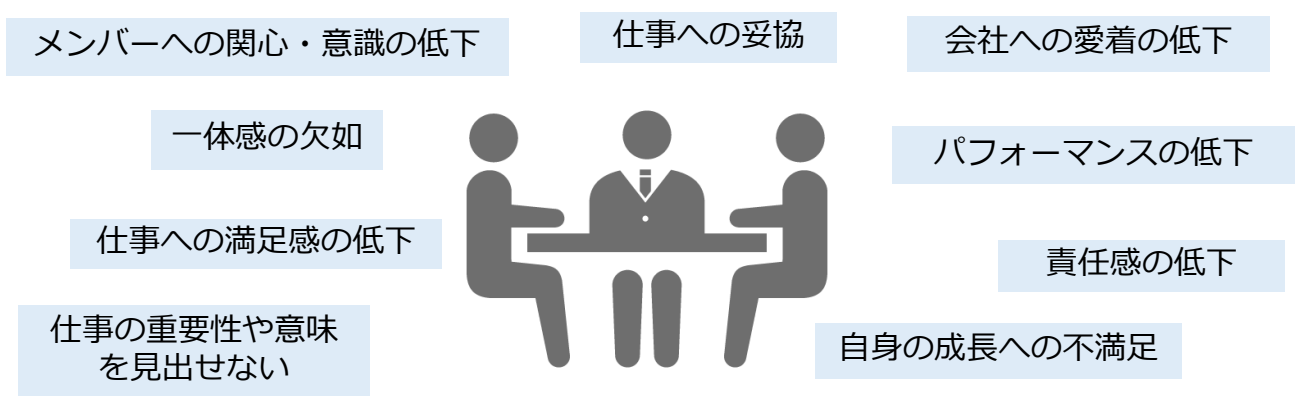 メンバーへの関心・意識の低下
仕事への妥協
会社への愛着の低下
一体感の欠如
パフォーマンスの低下
仕事への満足感の低下
責任感の低下
仕事の重要性や意味
を見出せない
自身の成長への不満足